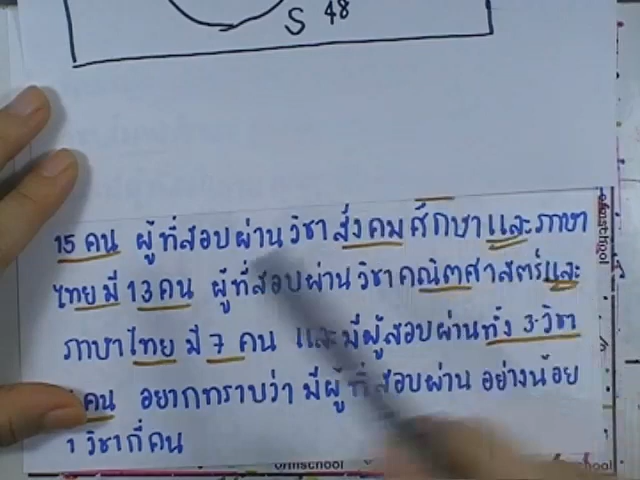 S 48
15 คน ผู้ที่สอบผ่านวิชาสังคมศึกษาและภาษา
ไทยมี 13 คน ผู้ที่สอบผ่านวิชาคณิตศาสตร์และ
ภาษาไทย มี 7 คน และมีผู้สอบผ่านทั้ง 3 วิชา
คน อยากทราบว่า มีผู้ที่สอบผ่าน อย่างน้อย
1 วิชากี่คน
ormschool